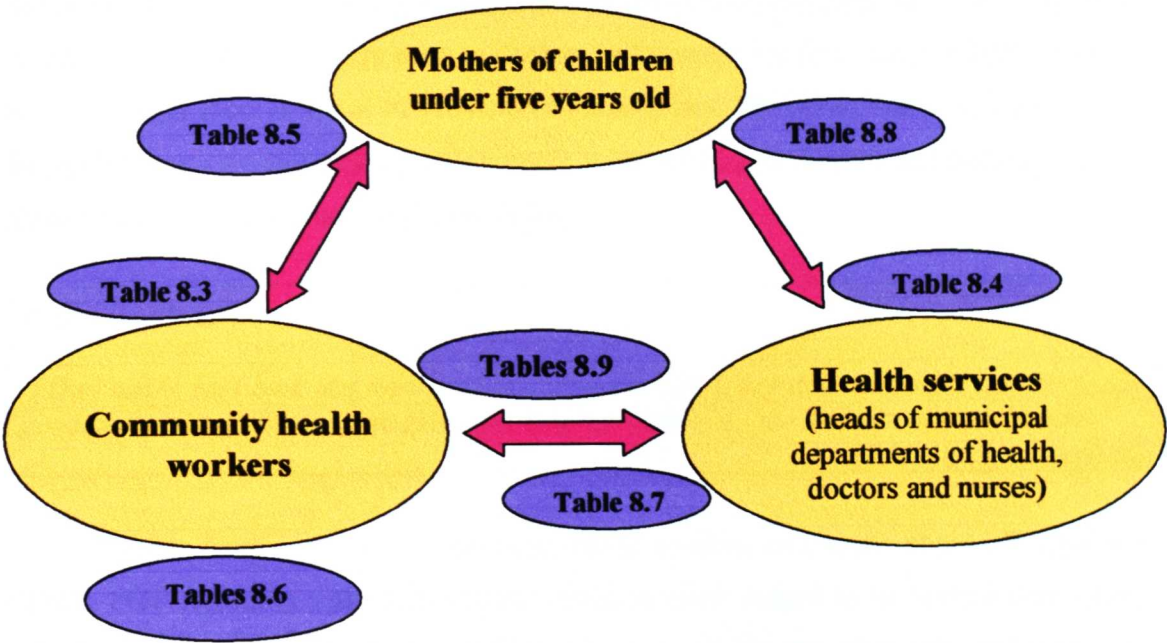 Mothers of children
under five years old
Table 8.5
Table 8.8
Table 8.3
Table 8.4
Tables 8.9
Community health
workers
Health services
(heads of municipal
departments of health,
doctors and nurses)
Table 8.7
Tables 8.6